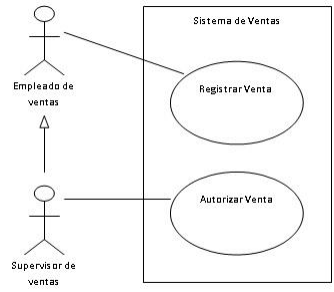 Sistema de Ventas
Registrar Venta
Empleado de
ventas
Autorizar Venta
Supervisor de
ventas